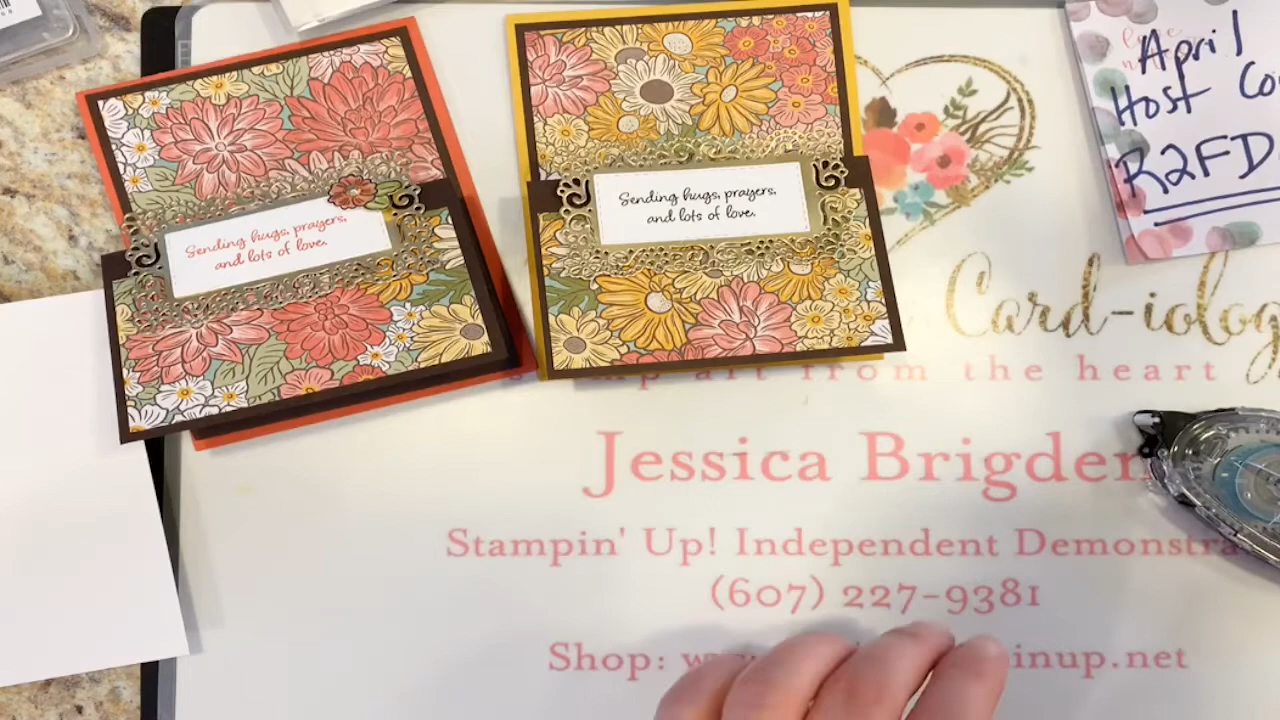 Sending hugs, prayers,
and lots of love.
Sending hugs, prayers,
and lots of love.
April
Host Co
R2FD
Card-iolog
art from the heart
Jessica Brigden
Stampin' Up! Independent Demonstra
(607) 227-9381
Shop: inup.net